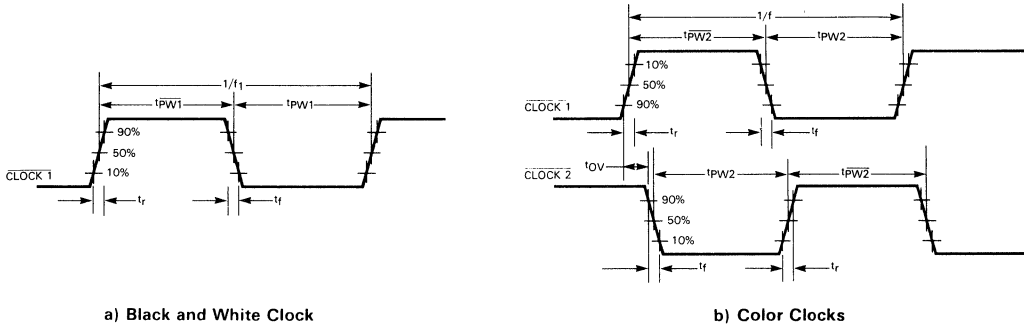 1/f1
tPW1 tPW1
90%
50%
10%
CLOCK 1
tr tf
a) Black and White Clock
1/f
tPW2 tPW2
10%
50%
90%
CLOCK 1
tr tf
tOV
CLOCK 2
tPW2 tPW2
90%
50%
10%
tf tr
b) Color Clocks